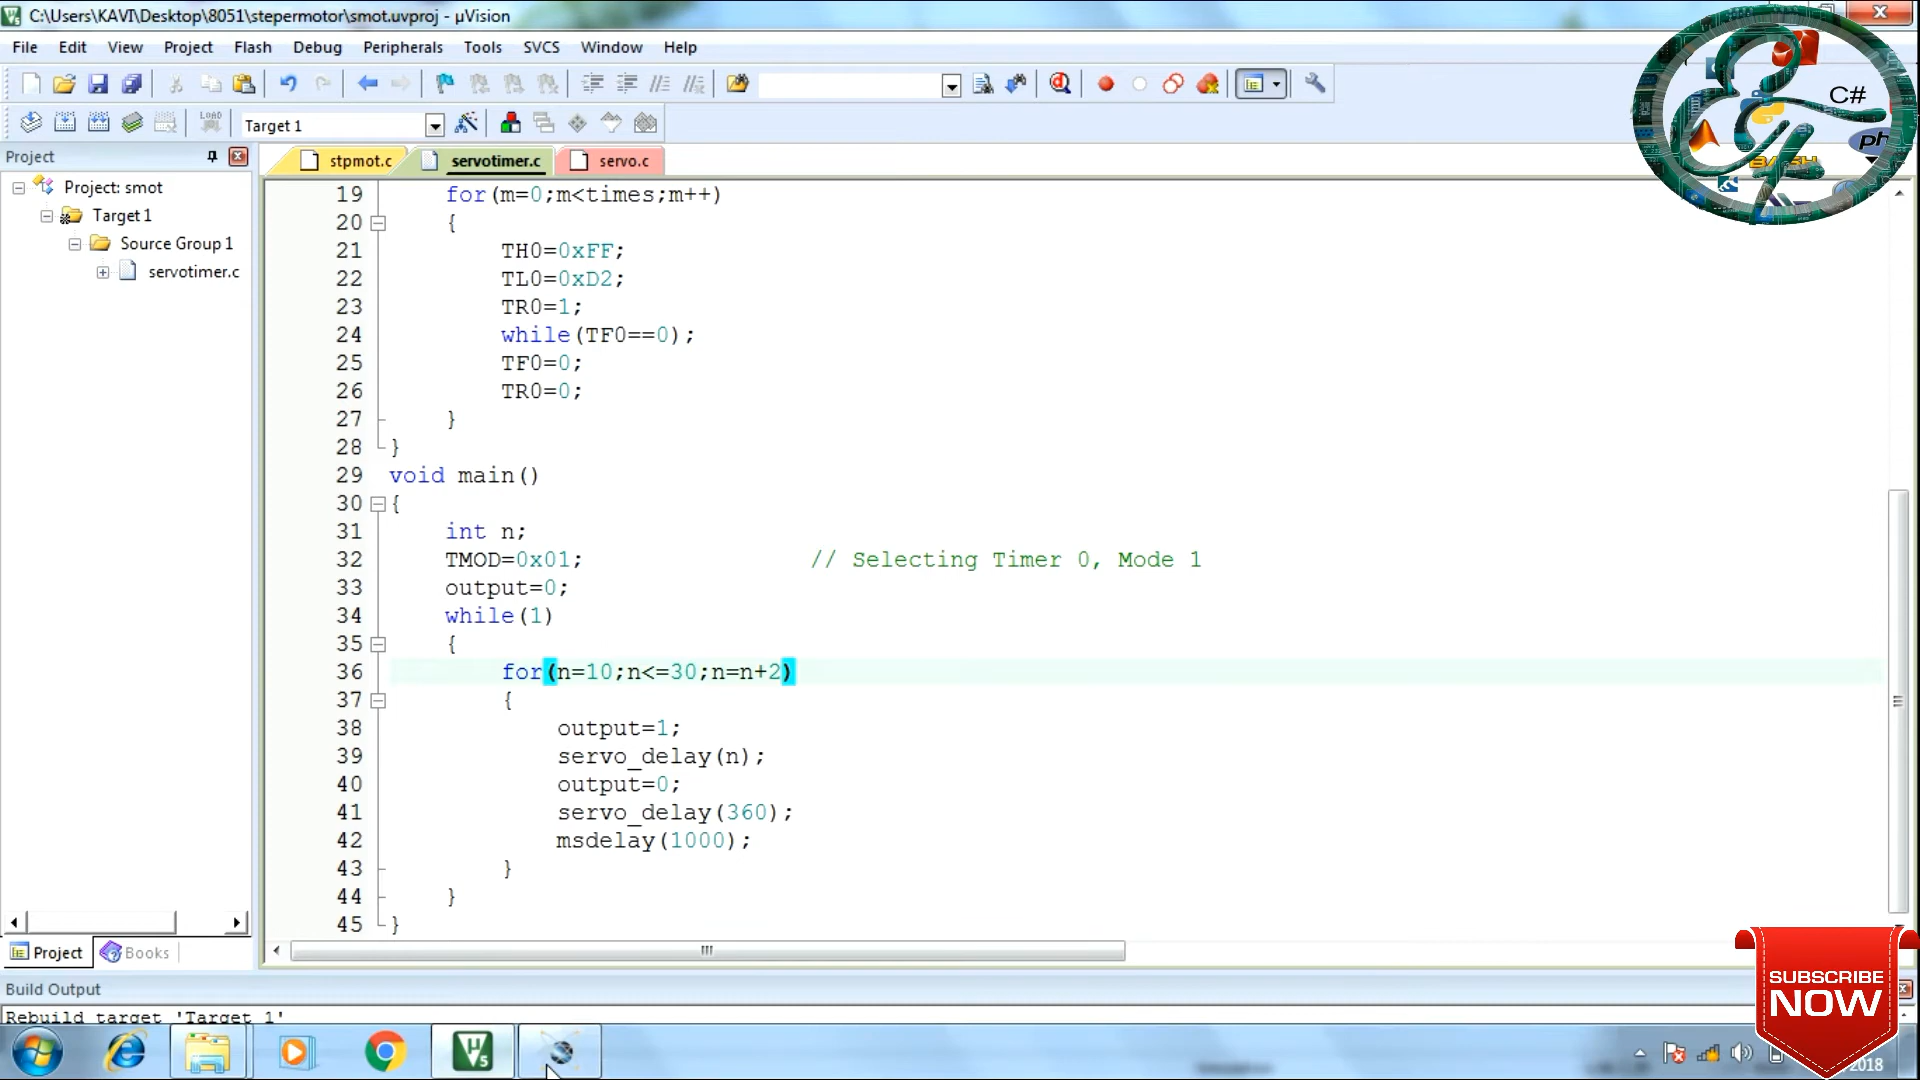 C:\Users\KAVI\Desktop\8051\stepermotor\smot.uvproj - µVision
File Edit View Project Flash Debug Peripherals Tools SVCS Window Help
C#
LOAD
Target 1
Project
stpmot.c
servotimer.c
servo.c
Project: smot
Target 1
Source Group 1
servotimer.c
19 for(m=0;m<times;m++)
20 {
21 TH0=0xFF;
22 TL0=0xD2;
23 TR0=1;
24 while(TF0==0);
25 TF0=0;
26 TR0=0;
27 }
28 }
29 void main()
30 {
31 int n;
32 TMOD=0x01; // Selecting Timer 0, Mode 1
33 output=0;
34 while(1)
35 {
36 for(n=10;n<=30;n=n+2)
37 {
38 output=1;
39 servo_delay(n);
40 output=0;
41 servo_delay(360);
42 msdelay(1000);
43 }
44 }
45 }
Project Books
Build Output
Rebuild target 'Target 1'
SUBSCRIBE
NOW
2018